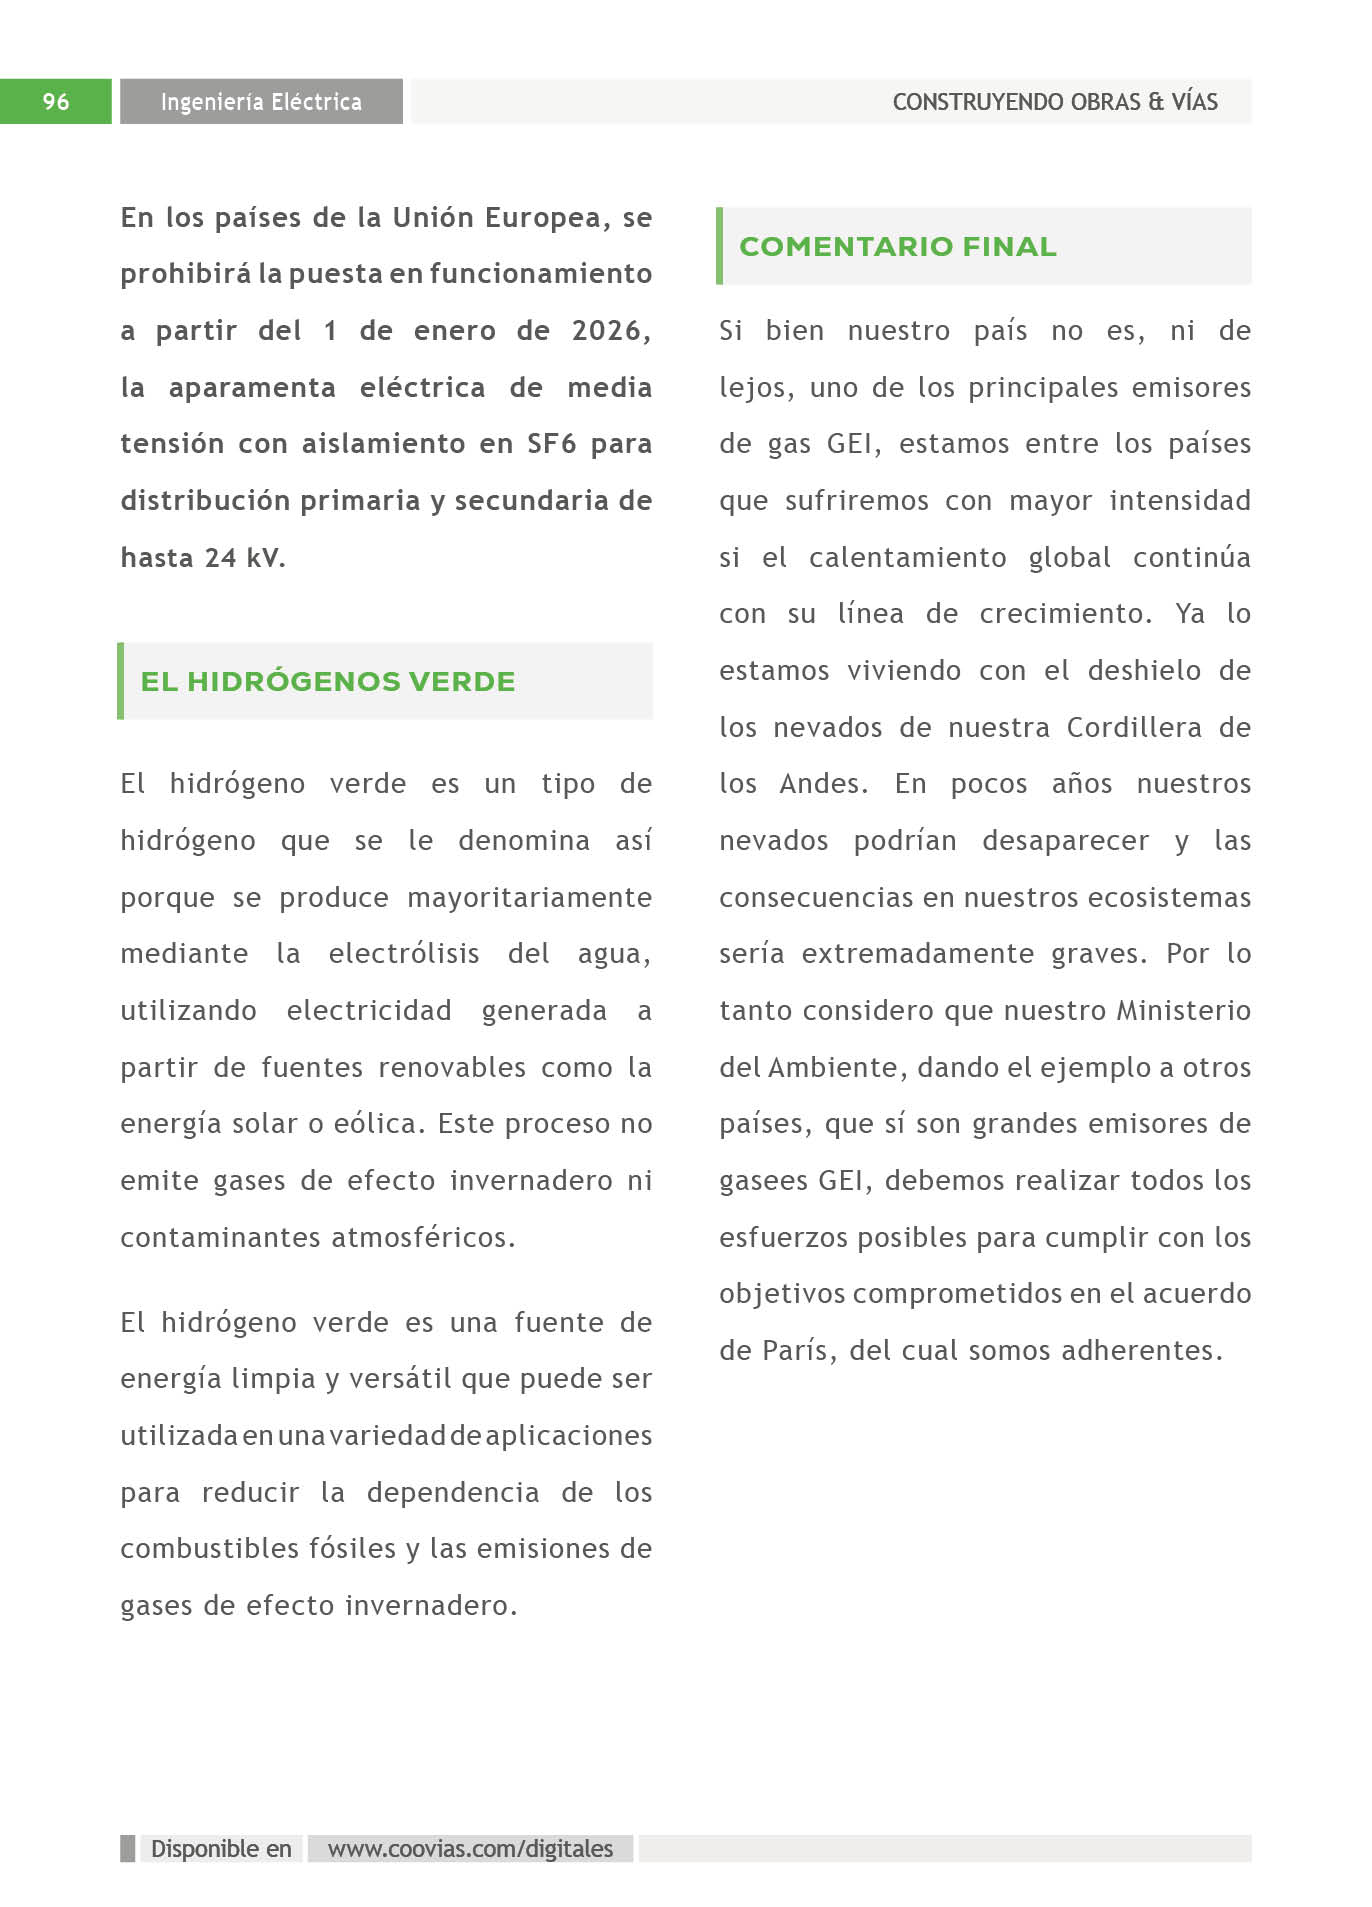 96
Ingeniería Eléctrica
CONSTRUYENDO OBRAS & VÍAS
En los países de la Unión Europea, se
prohibirá la puesta en funcionamiento
a partir del 1 de enero de 2026,
la aparamenta eléctrica de media
tensión con aislamiento en SF6 para
distribución primaria y secundaria de
hasta 24 kV.
EL HIDRÓGENOS VERDE
El hidrógeno verde es un tipo de
hidrógeno que se le denomina así
porque se produce mayoritariamente
mediante la electrólisis del agua,
utilizando electricidad generada a
partir de fuentes renovables como la
energía solar o eólica. Este proceso no
emite gases de efecto invernadero ni
contaminantes atmosféricos.
El hidrógeno verde es una fuente de
energía limpia y versátil que puede ser
utilizada en una variedad de aplicaciones
para reducir la dependencia de los
combustibles fósiles y las emisiones de
gases de efecto invernadero.
COMENTARIO FINAL
Si bien nuestro país no es, ni de
lejos, uno de los principales emisores
de gas GEI, estamos entre los países
que sufriremos con mayor intensidad
si el calentamiento global continúa
con su línea de crecimiento. Ya lo
estamos viviendo con el deshielo de
los nevados de nuestra Cordillera de
los Andes. En pocos años nuestros
nevados podrían desaparecer y las
consecuencias en nuestros ecosistemas
sería extremadamente graves. Por lo
tanto considero que nuestro Ministerio
del Ambiente, dando el ejemplo a otros
países, que sí son grandes emisores de
gasees GEI, debemos realizar todos los
esfuerzos posibles para cumplir con los
objetivos comprometidos en el acuerdo
de París, del cual somos adherentes.
Disponible en
www.coovias.com/digitales